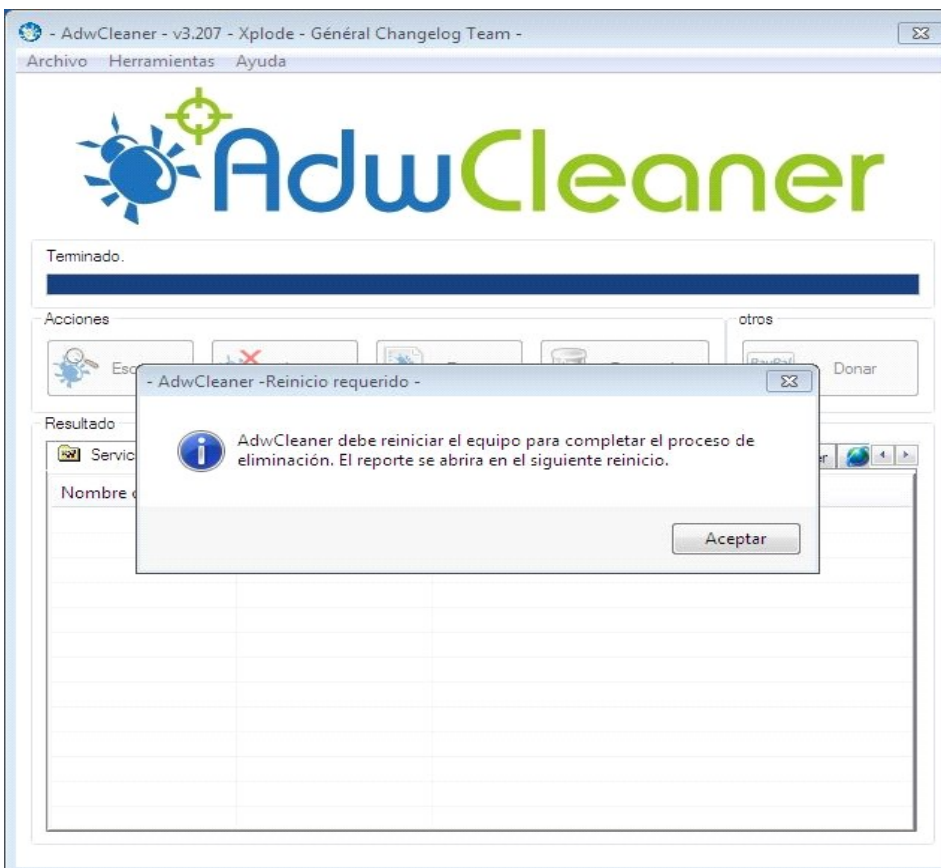 - AdwCleaner - v3.207 - Xplode - Général Changelog Team -
Archivo Herramientas Ayuda
AdwCleaner
Terminado.
Acciones
otros
Donar
- AdwCleaner -Reinicio requerido -
AdwCleaner debe reiniciar el equipo para completar el proceso de
eliminación. El reporte se abrira en el siguiente reinicio.
Aceptar
Resultado
Servic
Nombre